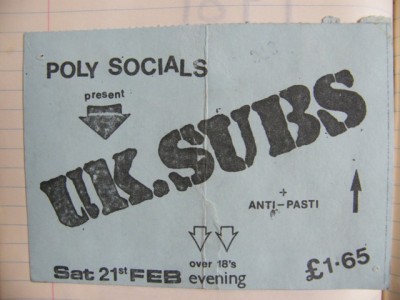 POLY SOCIALS
present
U.K. SUBS
+
ANTI-PASTI
over 18's
Sat 21st FEB evening
£1.65